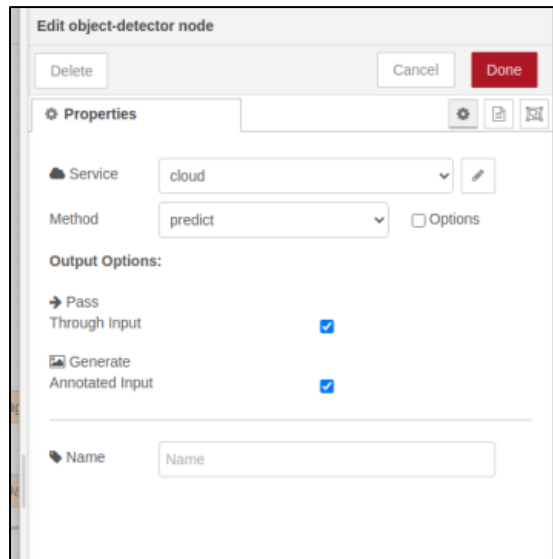 Edit object-detector node
Delete
Cancel
Done
Properties
Service
cloud
Method
predict
Options
Output Options:
Pass
Through Input
Generate
Annotated Input
Name
Name